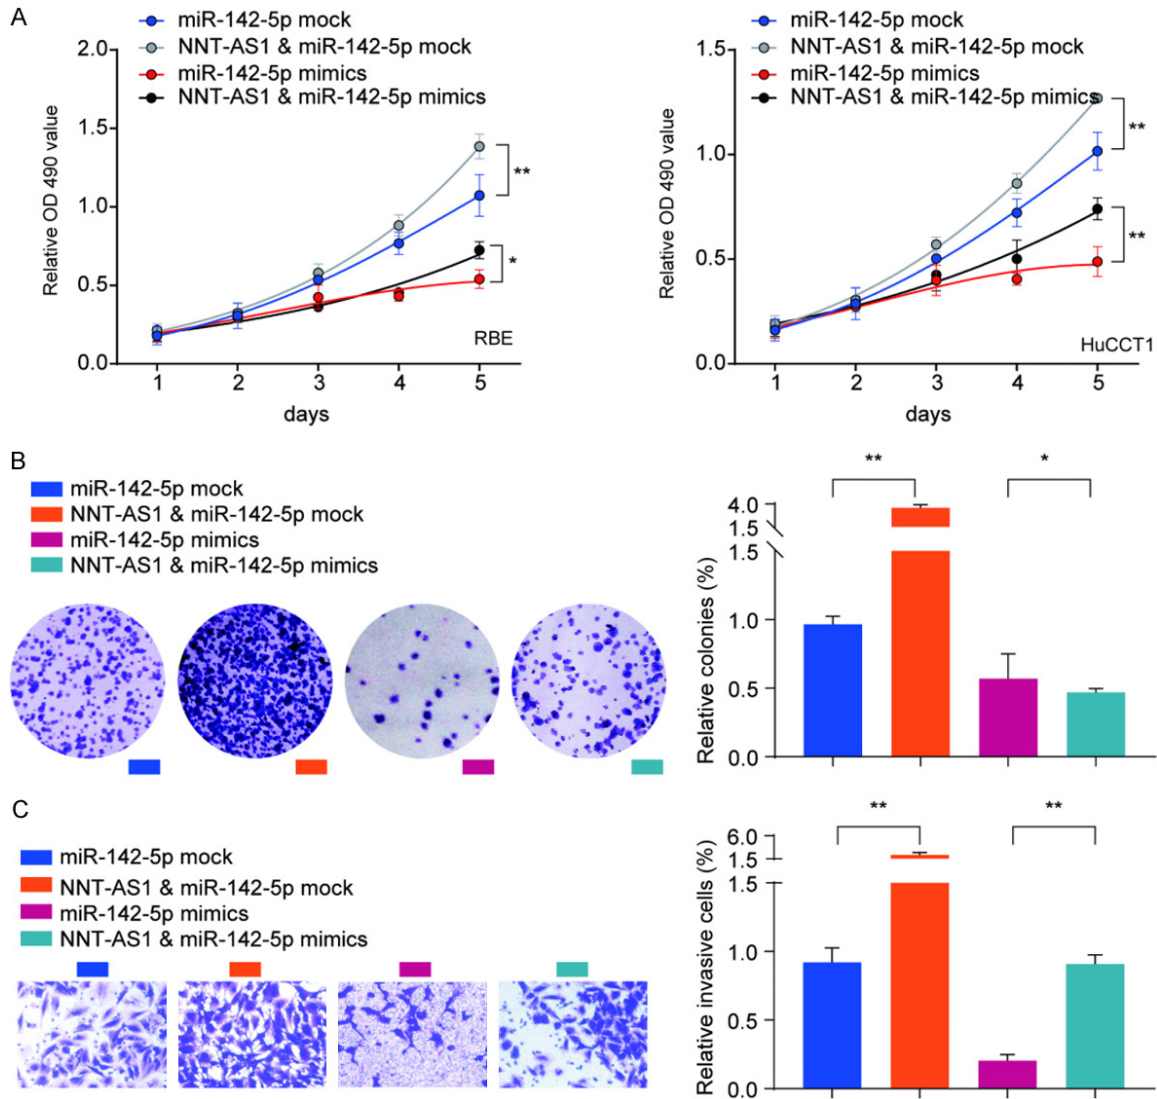 A
miR-142-5p mock
NNT-AS1 & miR-142-5p mock
miR-142-5p mimics
NNT-AS1 & miR-142-5p mimics
Relative OD 490 value
2.0
1.5
1.0
0.5
0.0
**
*
RBE
1 2 3 4 5
days
miR-142-5p mock
NNT-AS1 & miR-142-5p mock
miR-142-5p mimics
NNT-AS1 & miR-142-5p mimics
Relative OD 490 value
1.5
1.0
0.5
0.0
**
**
HuCCT1
1 2 3 4 5
days
B
miR-142-5p mock
NNT-AS1 & miR-142-5p mock
miR-142-5p mimics
NNT-AS1 & miR-142-5p mimics
Relative colonies (%)
** *
4.0
1.5
1.5
1.0
0.5
0.0
C
miR-142-5p mock
NNT-AS1 & miR-142-5p mock
miR-142-5p mimics
NNT-AS1 & miR-142-5p mimics
Relative invasive cells (%)
** **
6.0
1.5
1.5
1.0
0.5
0.0